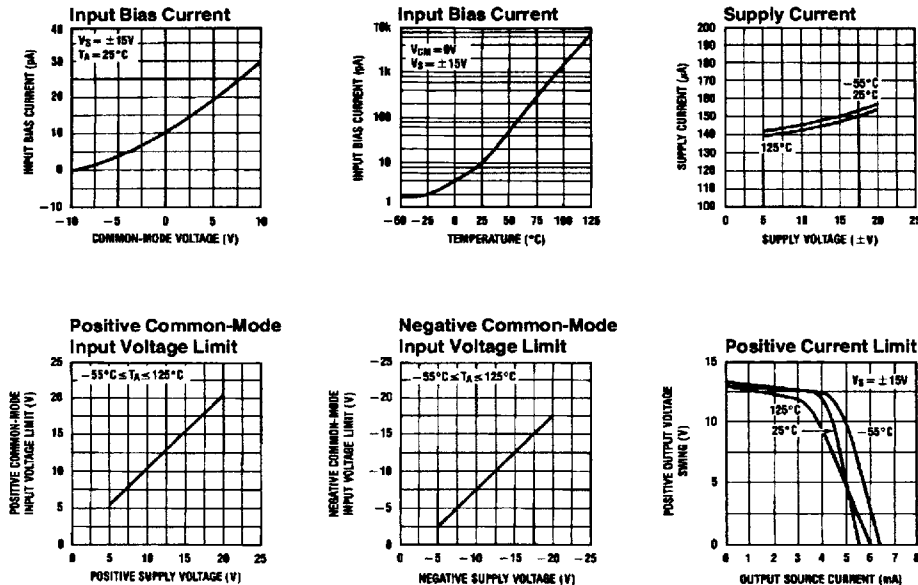 Input Bias Current
40
30
20
10
0
−10
INPUT BIAS CURRENT (pA)
VS = ±15V
TA = 25°C
−10 −5 0 5 10
COMMON-MODE VOLTAGE (V)
Input Bias Current
10k
1k
100
10
1
INPUT BIAS CURRENT (pA)
VCM = 0V
VS = ±15V
−50 −25 0 25 50 75 100 125
TEMPERATURE (°C)
Supply Current
200
190
180
170
160
150
140
130
120
110
100
SUPPLY CURRENT (μA)
−55°C
25°C
125°C
0 5 10 15 20 25
SUPPLY VOLTAGE (±V)
Positive Common-Mode
Input Voltage Limit
25
20
15
10
5
0
POSITIVE COMMON-MODE
INPUT VOLTAGE LIMIT (V)
−55°C ≤ TA ≤ 125°C
0 5 10 15 20 25
POSITIVE SUPPLY VOLTAGE (V)
Negative Common-Mode
Input Voltage Limit
−25
−20
−15
−10
−5
0
NEGATIVE COMMON-MODE
INPUT VOLTAGE LIMIT (V)
−55°C ≤ TA ≤ 125°C
0 −5 −10 −15 −20 −25
NEGATIVE SUPPLY VOLTAGE (V)
Positive Current Limit
15
10
5
0
POSITIVE OUTPUT VOLTAGE
SWING (V)
VS = ±15V
125°C
25°C
−55°C
0 1 2 3 4 5 6 7 8
OUTPUT SOURCE CURRENT (mA)